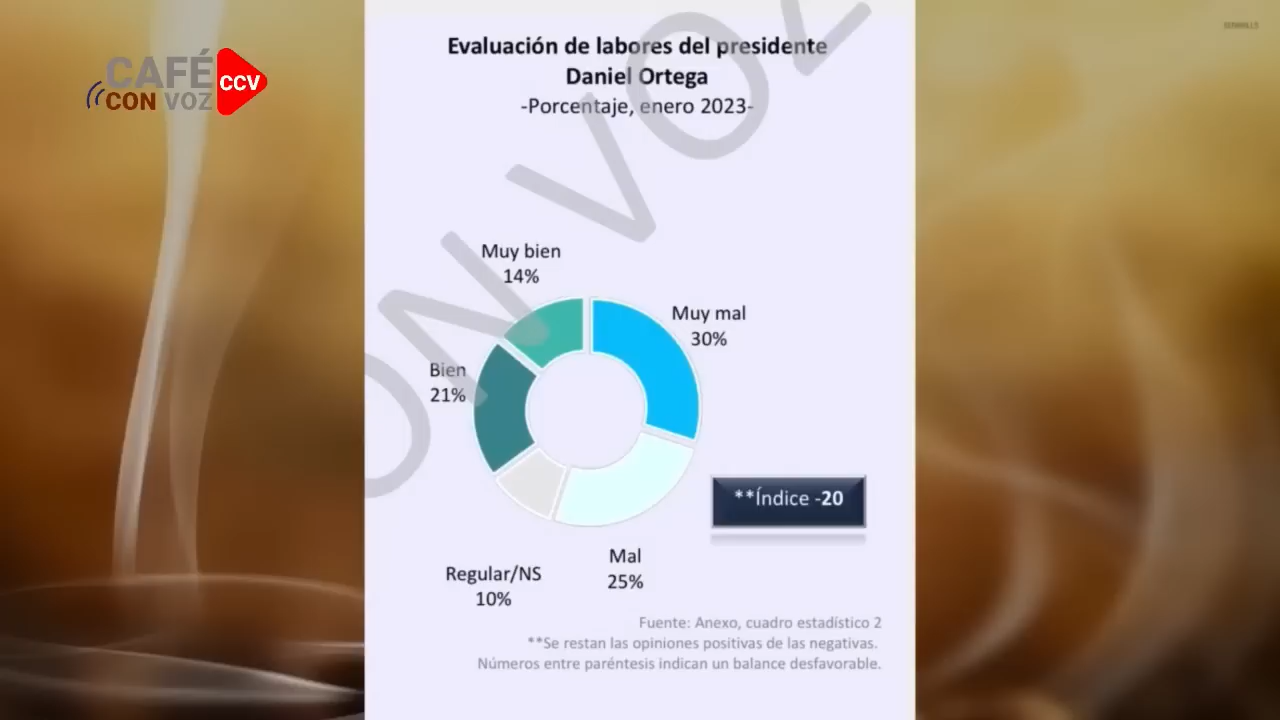 CAFÉ
CON VOZ
CCV
Evaluación de labores del presidente
Daniel Ortega
-Porcentaje, enero 2023-
ON VOZ
Muy bien
14%
Muy mal
30%
Bien
21%
**Índice -20
Mal
25%
Regular/NS
10%
Fuente: Anexo, cuadro estadístico 2
**Se restan las opiniones positivas de las negativas.
Números entre paréntesis indican un balance desfavorable.